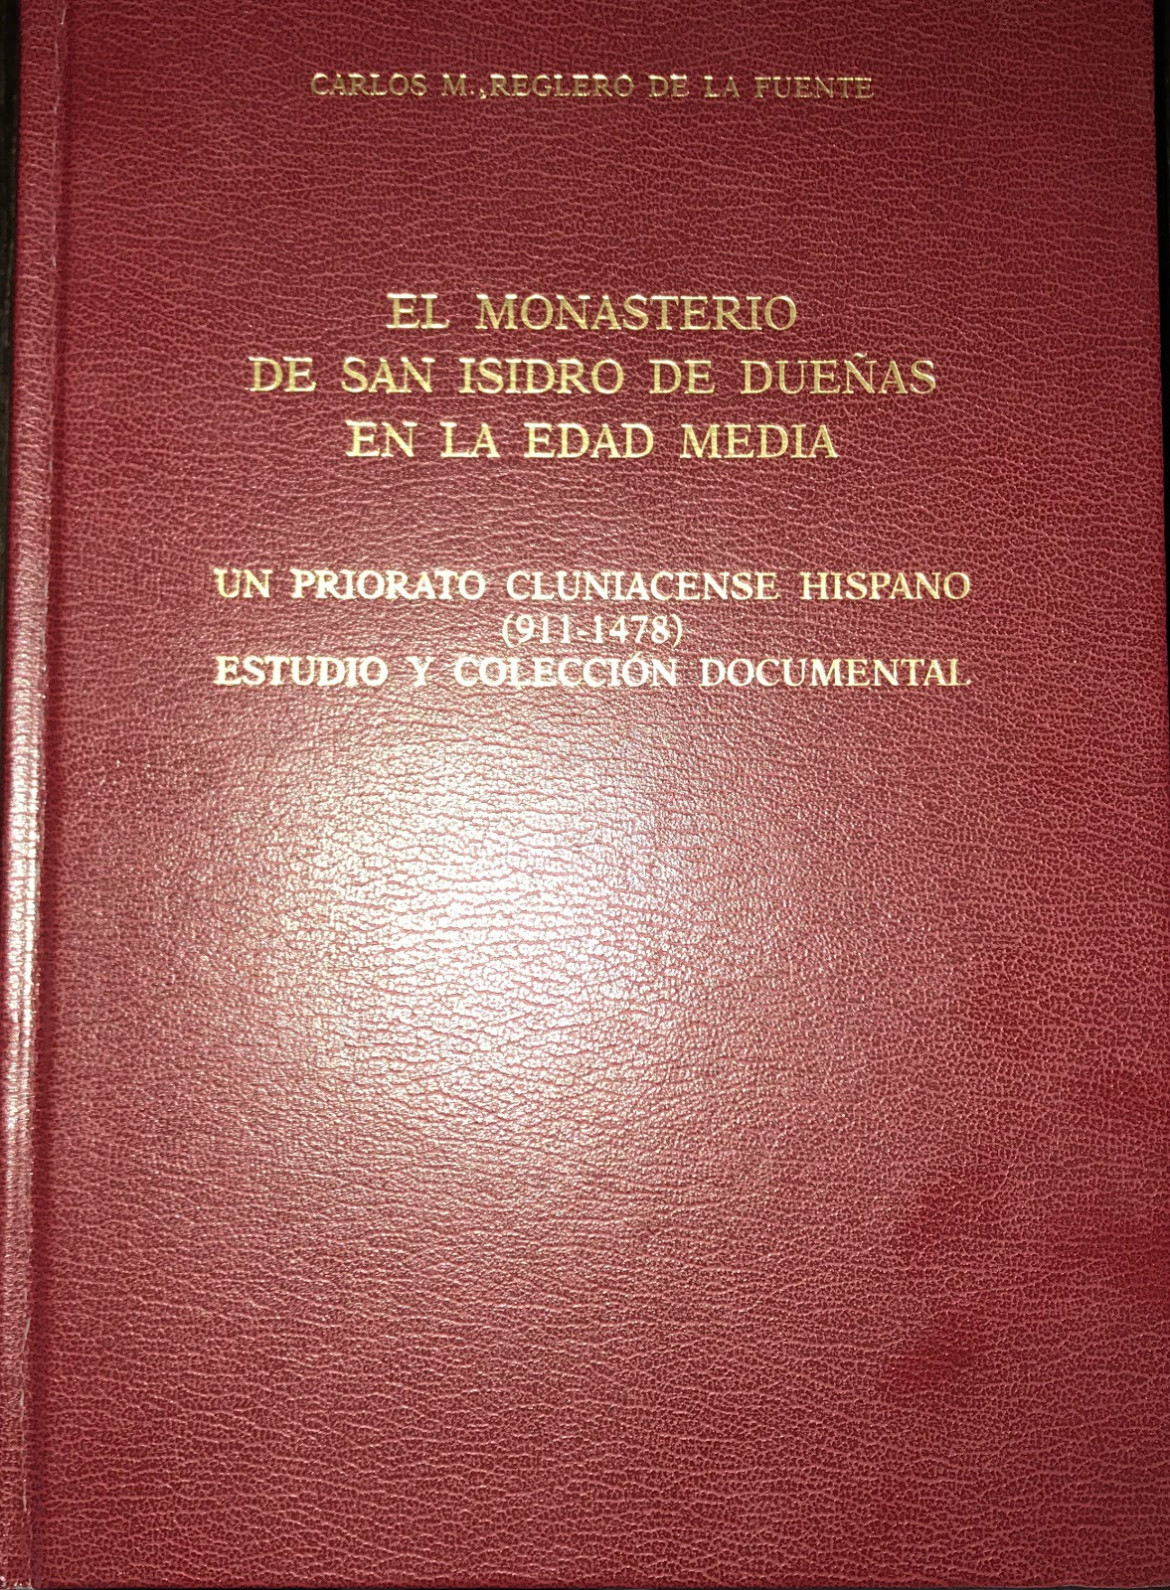 CARLOS M. REGLERO DE LA FUENTE
EL MONASTERIO
DE SAN ISIDRO DE DUEÑAS
EN LA EDAD MEDIA
UN PRIORATO CLUNIACENSE HISPANO
(911-1478)
ESTUDIO Y COLECCIÓN DOCUMENTAL